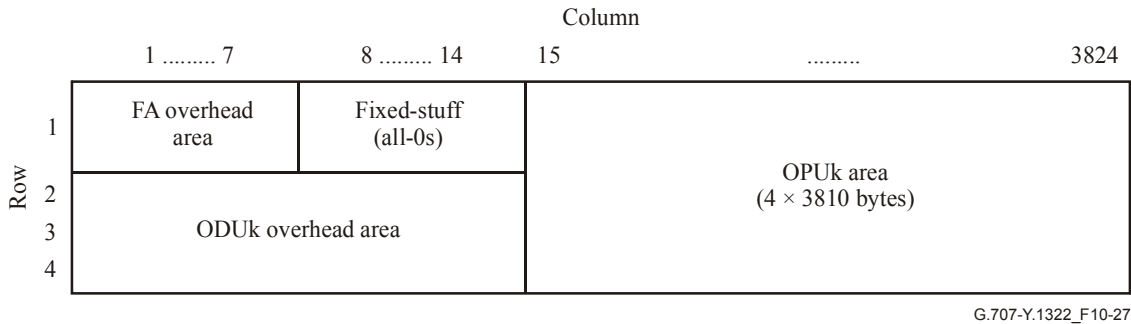 Column
1 ......... 7 8 ......... 14 15 ......... 3824
Row
1
2
3
4
FA overhead
area
Fixed-stuff
(all-0s)
ODUk overhead area
OPUk area
(4 × 3810 bytes)
G.707-Y.1322_F10-27